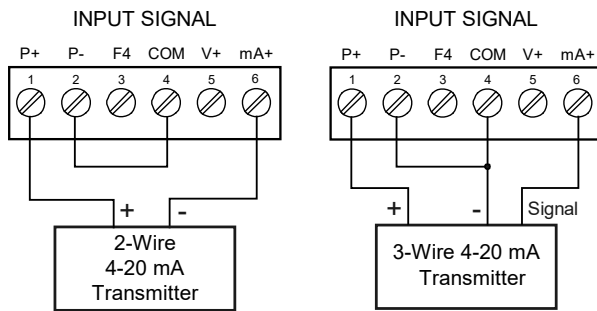 INPUT SIGNAL
P+ P- F4 COM V+ mA+
1 2 3 4 5 6
+ -
2-Wire
4-20 mA
Transmitter
INPUT SIGNAL
P+ P- F4 COM V+ mA+
1 2 3 4 5 6
+ - Signal
3-Wire 4-20 mA
Transmitter